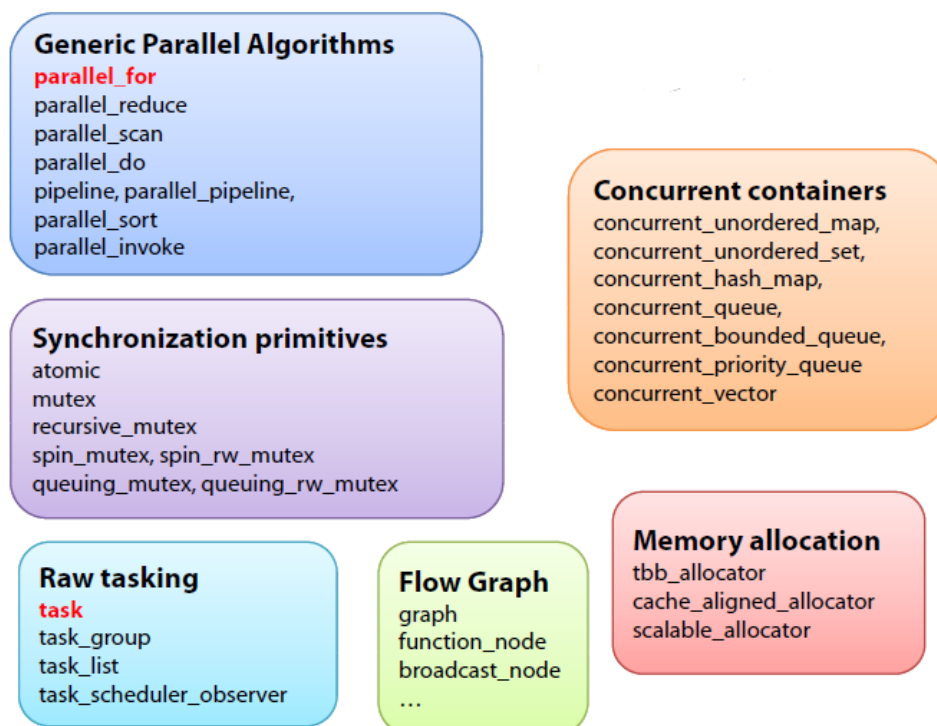 Generic Parallel Algorithms
parallel_for
parallel_reduce
parallel_scan
parallel_do
pipeline, parallel_pipeline,
parallel_sort
parallel_invoke
Concurrent containers
concurrent_unordered_map,
concurrent_unordered_set,
concurrent_hash_map,
concurrent_queue,
concurrent_bounded_queue,
concurrent_priority_queue
concurrent_vector
Synchronization primitives
atomic
mutex
recursive_mutex
spin_mutex, spin_rw_mutex
queuing_mutex, queuing_rw_mutex
Raw tasking
task
task_group
task_list
task_scheduler_observer
Flow Graph
graph
function_node
broadcast_node
…
Memory allocation
tbb_allocator
cache_aligned_allocator
scalable_allocator